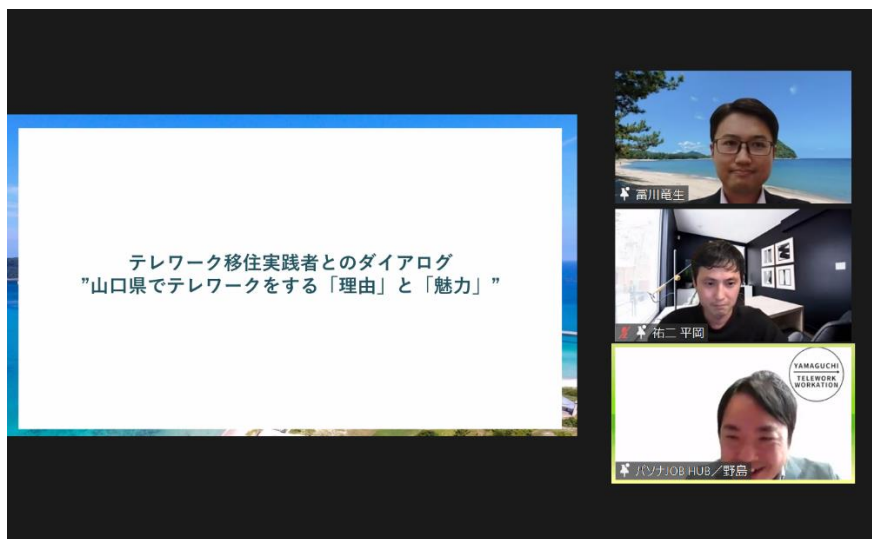 テレワーク移住実践者とのダイアログ
”山口県でテレワークをする「理由」と「魅力」”
冨川竜生
祐二 平岡
YAMAGUCHI
TELEWORK
WORKATION
パソナJOB HUB／野島